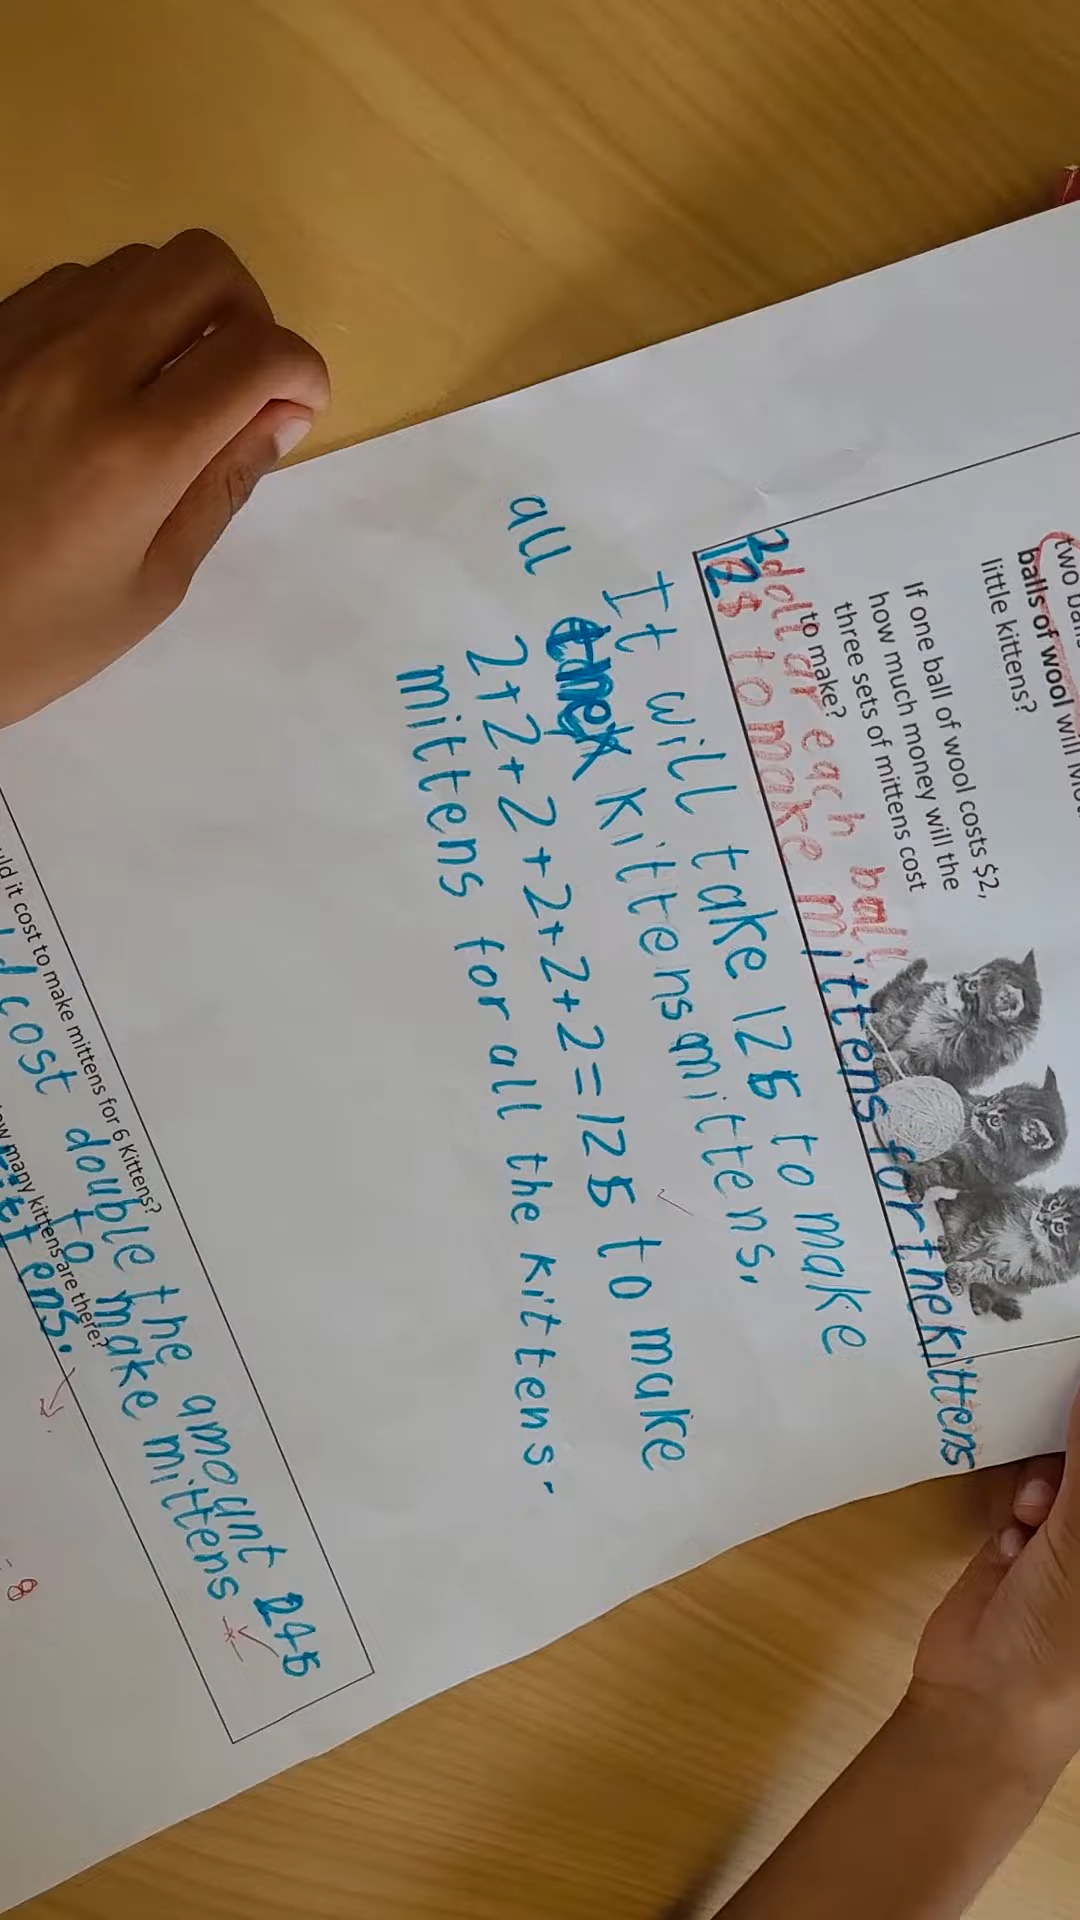 two
balls of wool will
little kittens?
If one ball of wool costs $2,
how much money will the
three sets of mittens cost
to make?
2 dollar each ball
12$ to make mittens for the kittens
It will take 12$ to make
all kittens mittens.
2+2+2+2+2+2=12$ to make
mittens for all the kittens.
it cost to make mittens for 6 Kittens?
cost double the amount 24$
to make mittens
many kittens are there?
8